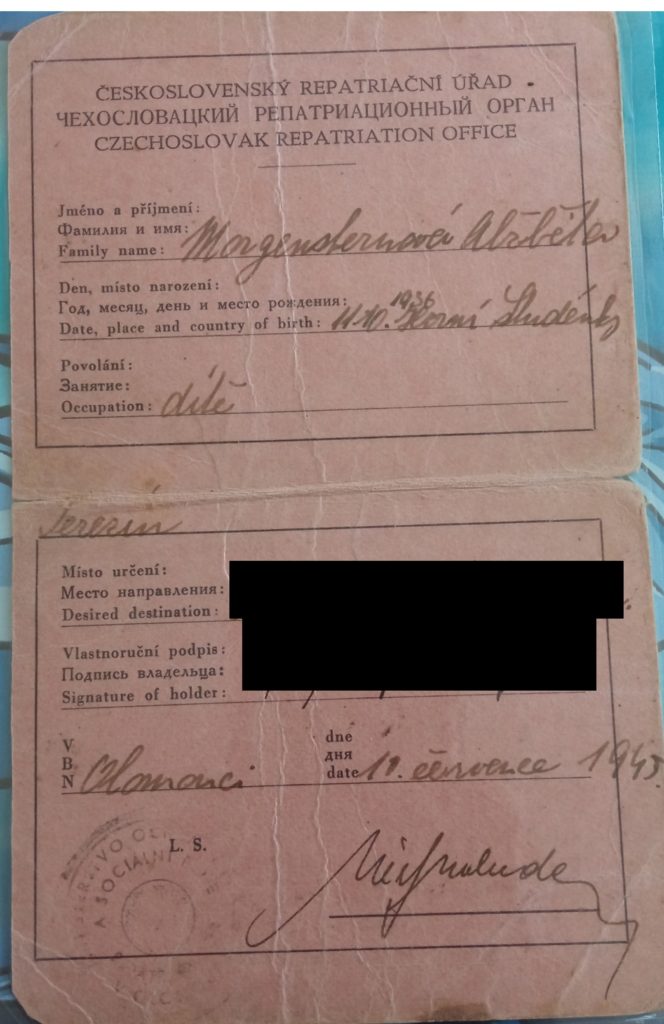 ČESKOSLOVENSKÝ REPATRIAČNÍ ÚŘAD
ЧЕХОСЛОВАЦКИЙ РЕПАТРИАЦИОННЫЙ ОРГАН
CZECHOSLOVAK REPATRIATION OFFICE
Jméno a příjmení:
Фамилия и имя:
Family name: Morgensternová Alžběta
Den, místo narození:
Год, месяц, день и место рождения:
Date, place and country of birth: 11.10. 1936 Horní Studénky
Povolání:
Занятие:
Occupation: dítě
Terezín
Místo určení:
Место направления:
Desired destination:
Vlastnoruční podpis:
Подпись владельца:
Signature of holder:
V dne
В дня
N Olomouci date 10. července 1945
L. S.
A SOCIÁLNÍ